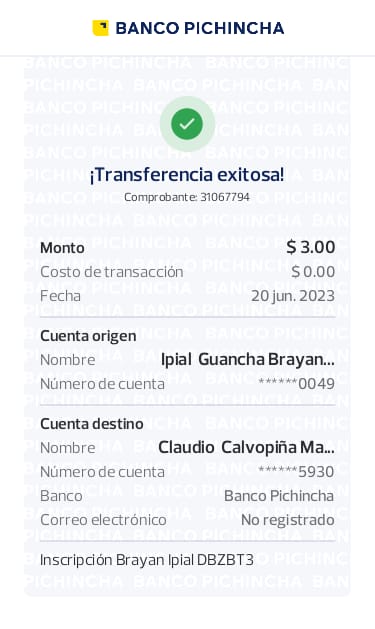 BANCO PICHINCHA
¡Transferencia exitosa!
Comprobante: 31067794
Monto $ 3.00
Costo de transacción $ 0.00
Fecha 20 jun. 2023
Cuenta origen
Nombre Ipial Guancha Brayan...
Número de cuenta ******0049
Cuenta destino
Nombre Claudio Calvopiña Ma...
Número de cuenta ******5930
Banco Banco Pichincha
Correo electrónico No registrado
Inscripción Brayan Ipial DBZBT3